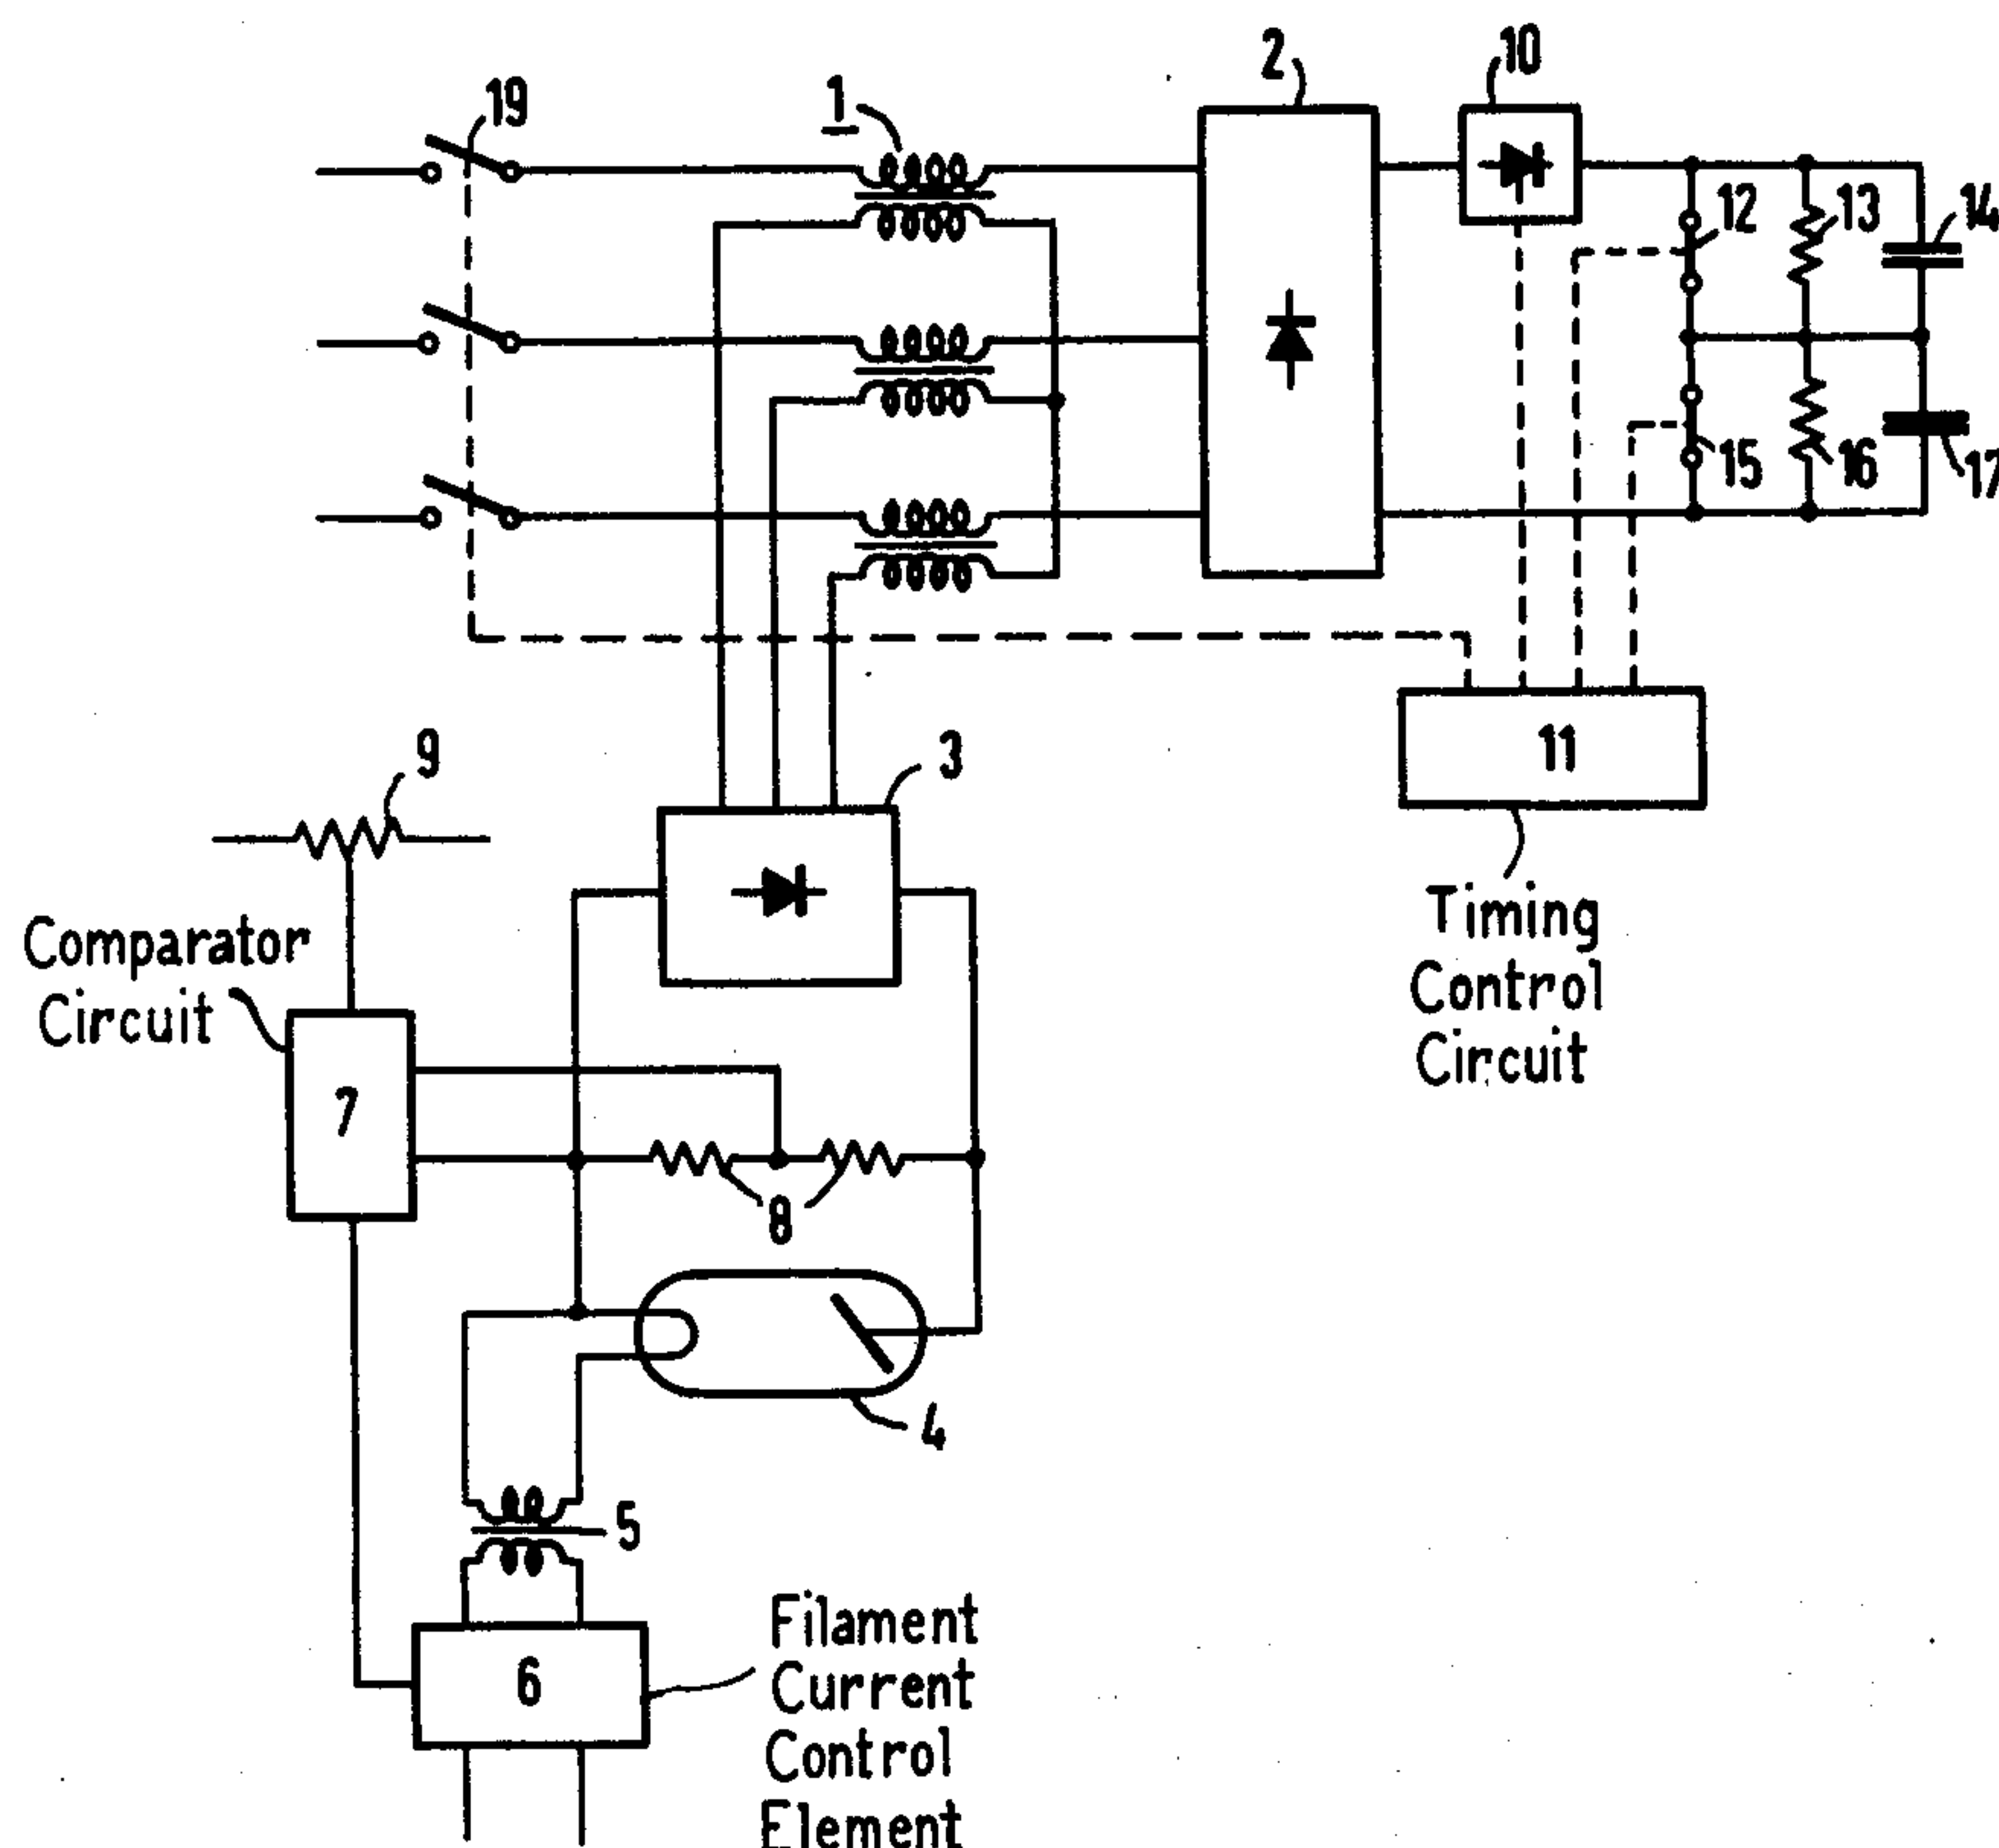 19
1
2
10
12
13
14
15
16
17
11
Timing
Control
Circuit
9
3
Comparator
Circuit
7
8
4
5
6
Filament
Current
Control
Element